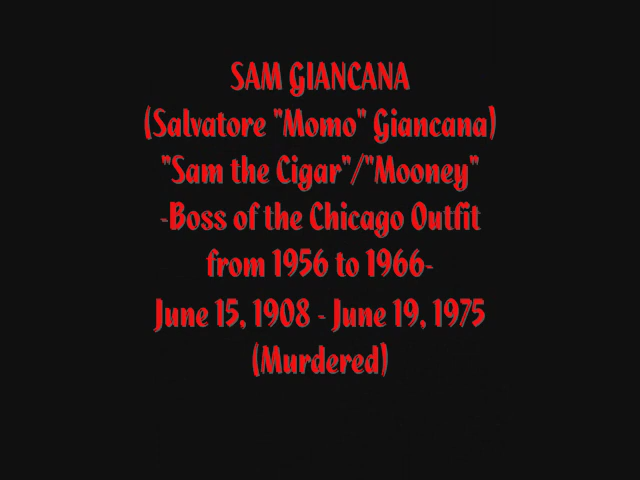 SAM GIANCANA
(Salvatore "Momo" Giancana)
"Sam the Cigar"/"Mooney"
-Boss of the Chicago Outfit
from 1956 to 1966-
June 15, 1908 - June 19, 1975
(Murdered)